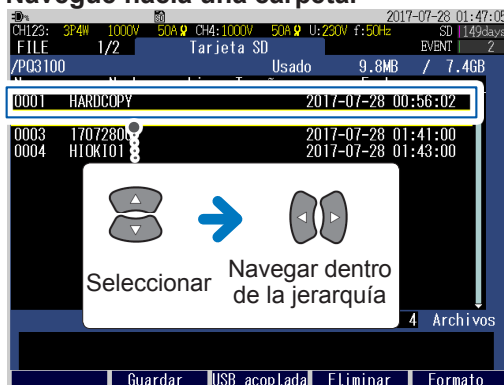 Navegue hacia una carpeta.
2017-07-28 01:47:05
CH123: 3P4W 1000V 50A CH4:1000V 50A U:230V f:50Hz SD 149days
FILE 1/2 Tarjeta SD EVENT 2
/PQ3100 Usado 9.8MB / 7.4GB
0001 HARDCOPY 2017-07-28 00:56:02
0003 1707280 2017-07-28 01:41:00
0004 HIOKI01 2017-07-28 01:43:00
Seleccionar
Navegar dentro
de la jerarquía
4 Archivos
Guardar USB acoplada Eliminar Formato